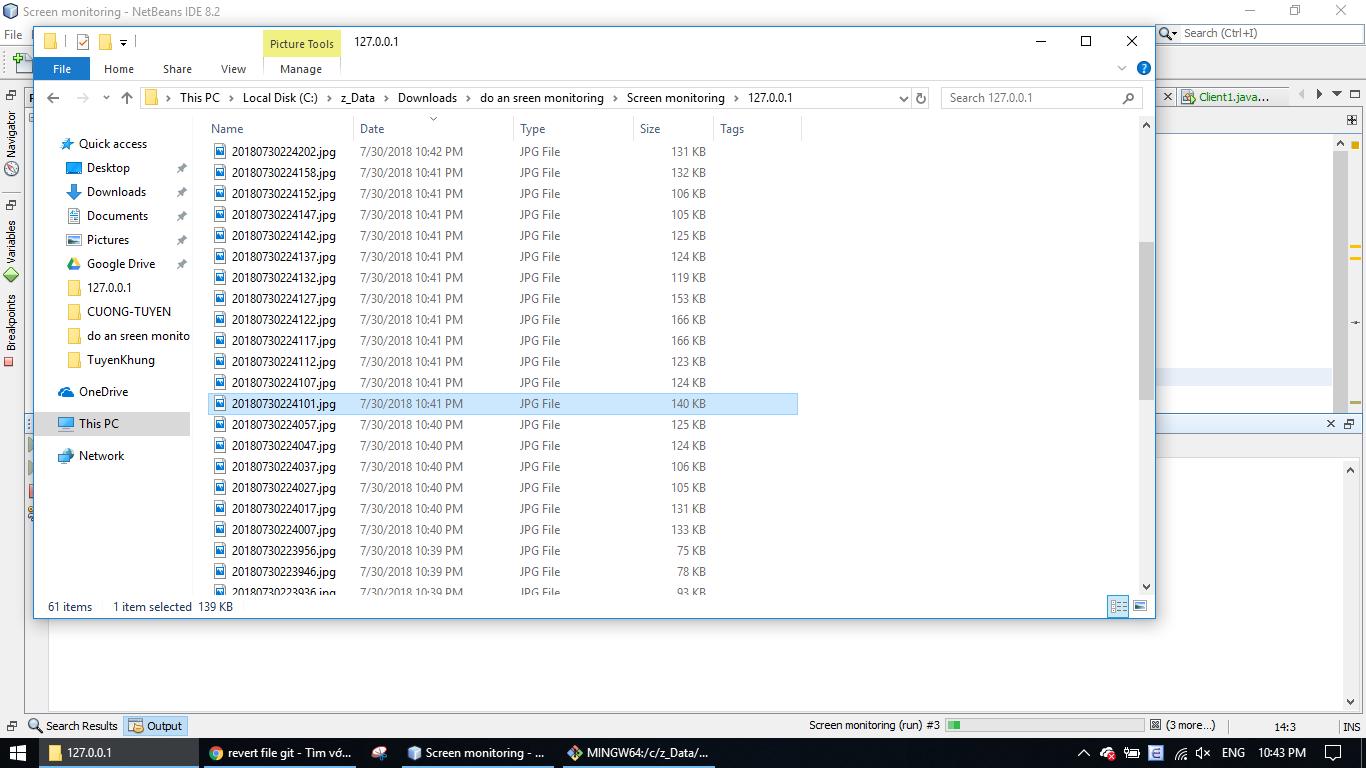 Screen monitoring - NetBeans IDE 8.2
File
Search (Ctrl+I)
Picture Tools
127.0.0.1
File Home Share View Manage
This PC Local Disk (C:) z_Data Downloads do an sreen monitoring Screen monitoring 127.0.0.1
Search 127.0.0.1
Client1.java...
Navigator
Variables
Breakpoints
Quick access
Desktop
Downloads
Documents
Pictures
Google Drive
127.0.0.1
CUONG-TUYEN
do an sreen monito
TuyenKhung
OneDrive
This PC
Network
Name Date Type Size Tags
20180730224202.jpg 7/30/2018 10:42 PM JPG File 131 KB
20180730224158.jpg 7/30/2018 10:41 PM JPG File 132 KB
20180730224152.jpg 7/30/2018 10:41 PM JPG File 106 KB
20180730224147.jpg 7/30/2018 10:41 PM JPG File 105 KB
20180730224142.jpg 7/30/2018 10:41 PM JPG File 125 KB
20180730224137.jpg 7/30/2018 10:41 PM JPG File 124 KB
20180730224132.jpg 7/30/2018 10:41 PM JPG File 119 KB
20180730224127.jpg 7/30/2018 10:41 PM JPG File 153 KB
20180730224122.jpg 7/30/2018 10:41 PM JPG File 166 KB
20180730224117.jpg 7/30/2018 10:41 PM JPG File 166 KB
20180730224112.jpg 7/30/2018 10:41 PM JPG File 123 KB
20180730224107.jpg 7/30/2018 10:41 PM JPG File 124 KB
20180730224101.jpg 7/30/2018 10:41 PM JPG File 140 KB
20180730224057.jpg 7/30/2018 10:40 PM JPG File 125 KB
20180730224047.jpg 7/30/2018 10:40 PM JPG File 124 KB
20180730224037.jpg 7/30/2018 10:40 PM JPG File 106 KB
20180730224027.jpg 7/30/2018 10:40 PM JPG File 105 KB
20180730224017.jpg 7/30/2018 10:40 PM JPG File 131 KB
20180730224007.jpg 7/30/2018 10:40 PM JPG File 133 KB
20180730223956.jpg 7/30/2018 10:39 PM JPG File 75 KB
20180730223946.jpg 7/30/2018 10:39 PM JPG File 78 KB
20180730223936.jpg 7/30/2018 10:39 PM JPG File 93 KB
61 items 1 item selected 139 KB
Search Results Output
Screen monitoring (run) #3 (3 more...) 14:3 INS
127.0.0.1 revert file git - Tìm vớ... Screen monitoring - ... MINGW64:/c/z_Data/...
ENG 10:43 PM